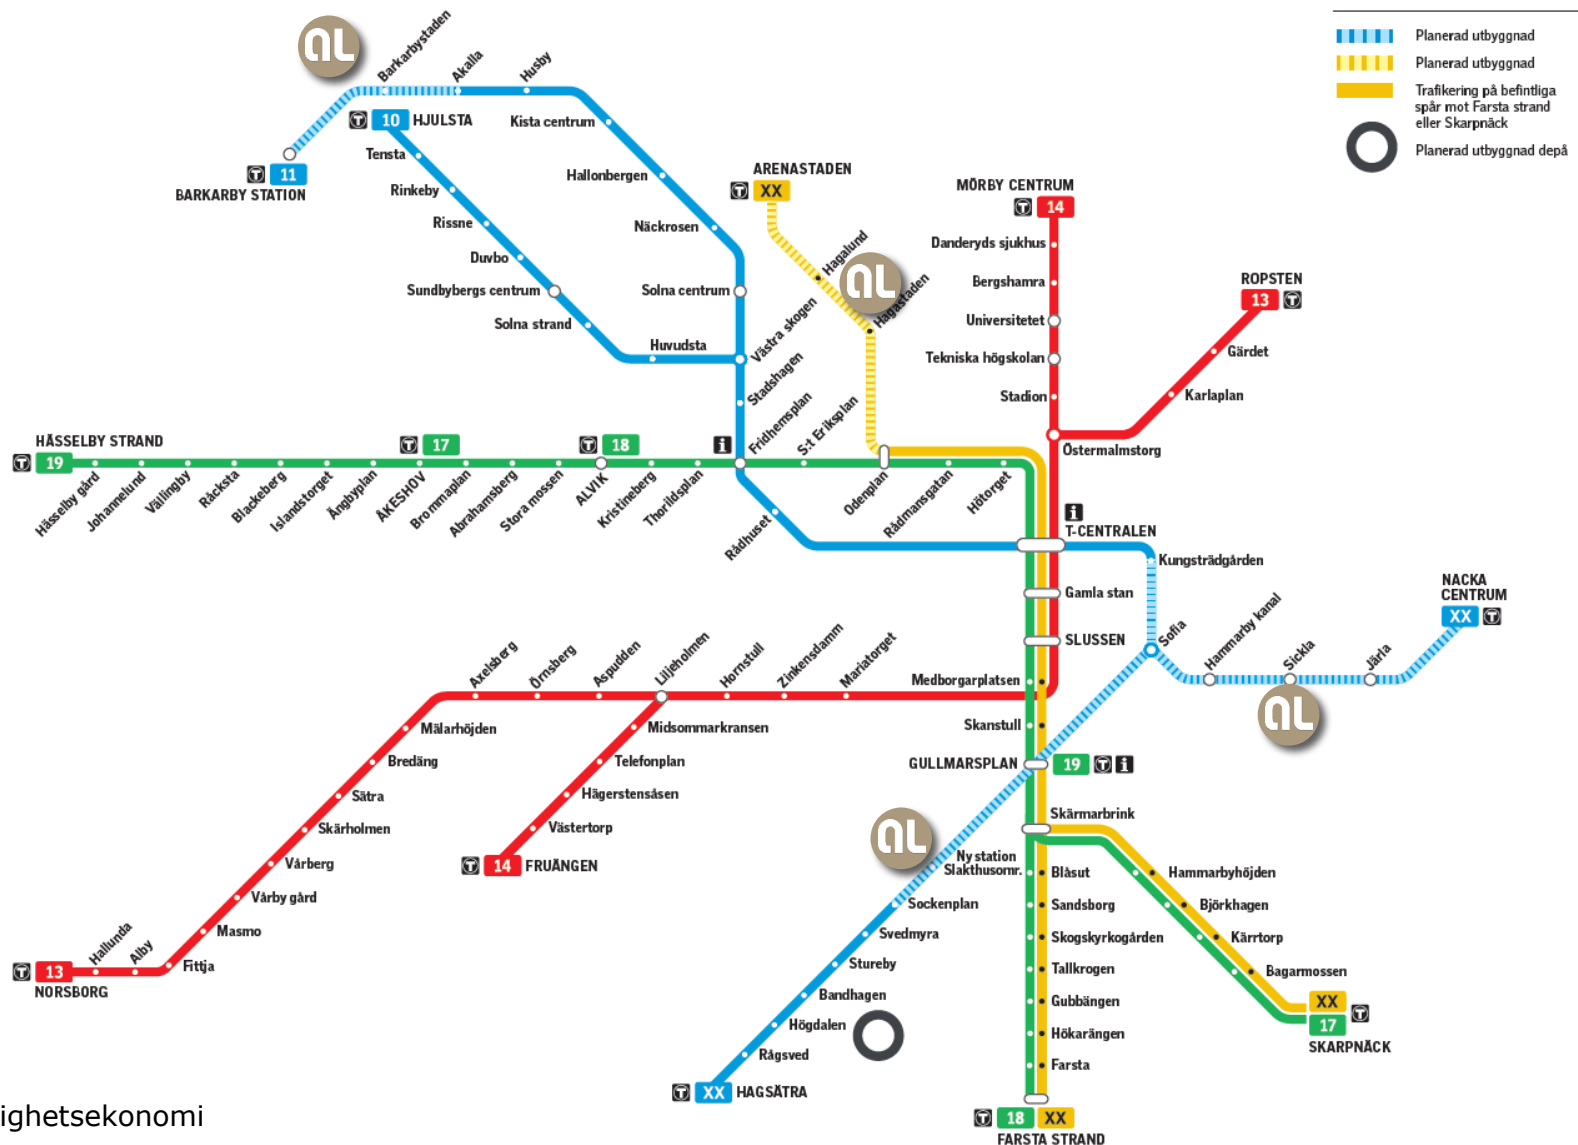 Planerad utbyggnad
Planerad utbyggnad
Trafikering på befintliga
spår mot Farsta strand
eller Skarpnäck
Planerad utbyggnad depå
aL
Barkarbystaden
Akalla
Husby
T 10 HJULSTA
Kista centrum
Tensta
T 11
BARKARBY STATION
Rinkeby
Hallonbergen
Rissne
Näckrosen
Duvbo
Sundbybergs centrum
Solna centrum
Solna strand
Huvudsta
Västra skogen
Stadshagen
Fridhemsplan
ARENASTADEN
T XX
Hagalund
aL
Hagastaden
MÖRBY CENTRUM
T 14
Danderyds sjukhus
Bergshamra
Universitetet
Tekniska högskolan
Stadion
ROPSTEN
13 T
Gärdet
Karlaplan
Östermalmstorg
HÄSSELBY STRAND
T 19
T 17
T 18
i
S:t Eriksplan
Hässelby gård
Johannelund
Vällingby
Råcksta
Blackeberg
Islandstorget
Ängbyplan
ÅKESHOV
Brommaplan
Abrahamsberg
Stora mossen
ALVIK
Kristineberg
Thorildsplan
Rådhuset
Odenplan
Rådmansgatan
Hötorget
i
T-CENTRALEN
Kungsträdgården
Gamla stan
SLUSSEN
Sofia
Hammarby kanal
Sickla
Järla
NACKA
CENTRUM
XX T
aL
Axelsberg
Örnsberg
Aspudden
Liljeholmen
Hornstull
Zinkensdamm
Mariatorget
Medborgarplatsen
Mälarhöjden
Midsommarkransen
Skanstull
Bredäng
Telefonplan
GULLMARSPLAN
19 T i
Sätra
Hägerstensåsen
Skärholmen
Västertorp
Skärmarbrink
Vårberg
T 14 FRUÄNGEN
aL
Vårby gård
Ny station
Slakthusomr.
Masmo
Hallunda
Alby
Fittja
T 13
NORSBORG
Sockenplan
Svedmyra
Stureby
Bandhagen
Högdalen
Rågsved
T XX HAGSÄTRA
Blåsut
Sandsborg
Skogskyrkogården
Tallkrogen
Gubbängen
Hökarängen
Farsta
T 18 XX
FARSTA STRAND
Hammarbyhöjden
Björkhagen
Kärrtorp
Bagarmossen
XX
17 T
SKARPNÄCK
ighetsekonomi